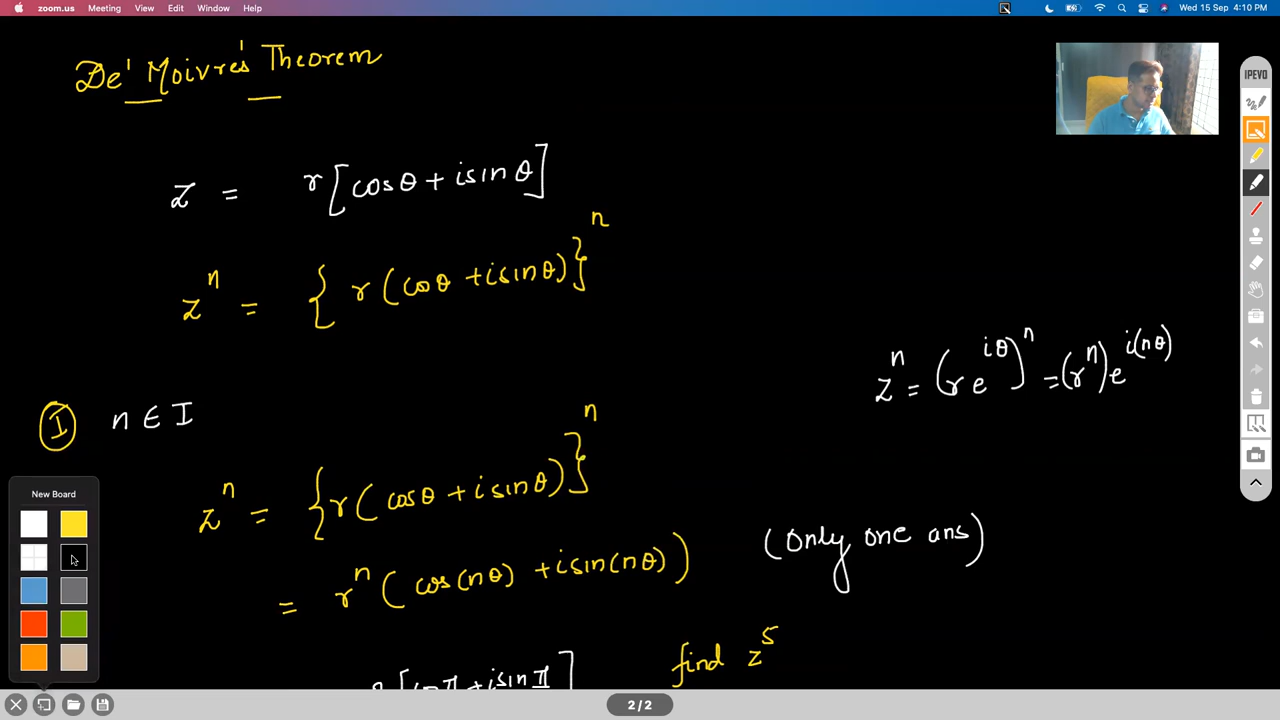 zoom.us Meeting View Edit Window Help Wed 15 Sep 4:10 PM
IPEVO
De' Moivre's Theorem
z = r[cosθ + isinθ]
z^n = {r(cosθ + isinθ)}^n
z^n = (re^{iθ})^n = (r^n)e^{i(nθ)}
I n ∈ I
z^n = {r(cosθ + isinθ)}^n
New Board
(Only one ans)
= r^n(cos(nθ) + isin(nθ))
find z^5
2/2